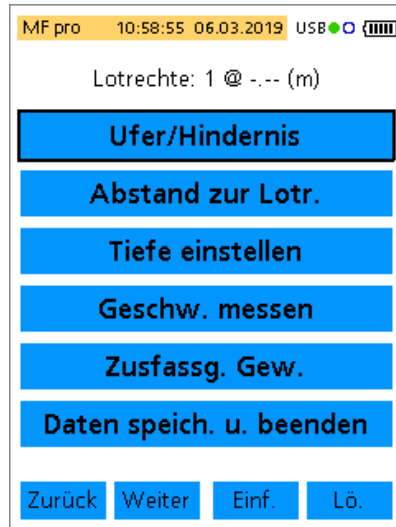 MF pro 10:58:55 06.03.2019 USB
Lotrechte: 1 @ -.-- (m)
Ufer/Hindernis
Abstand zur Lotr.
Tiefe einstellen
Geschw. messen
Zusfassg. Gew.
Daten speich. u. beenden
Zurück Weiter Einf. Lö.